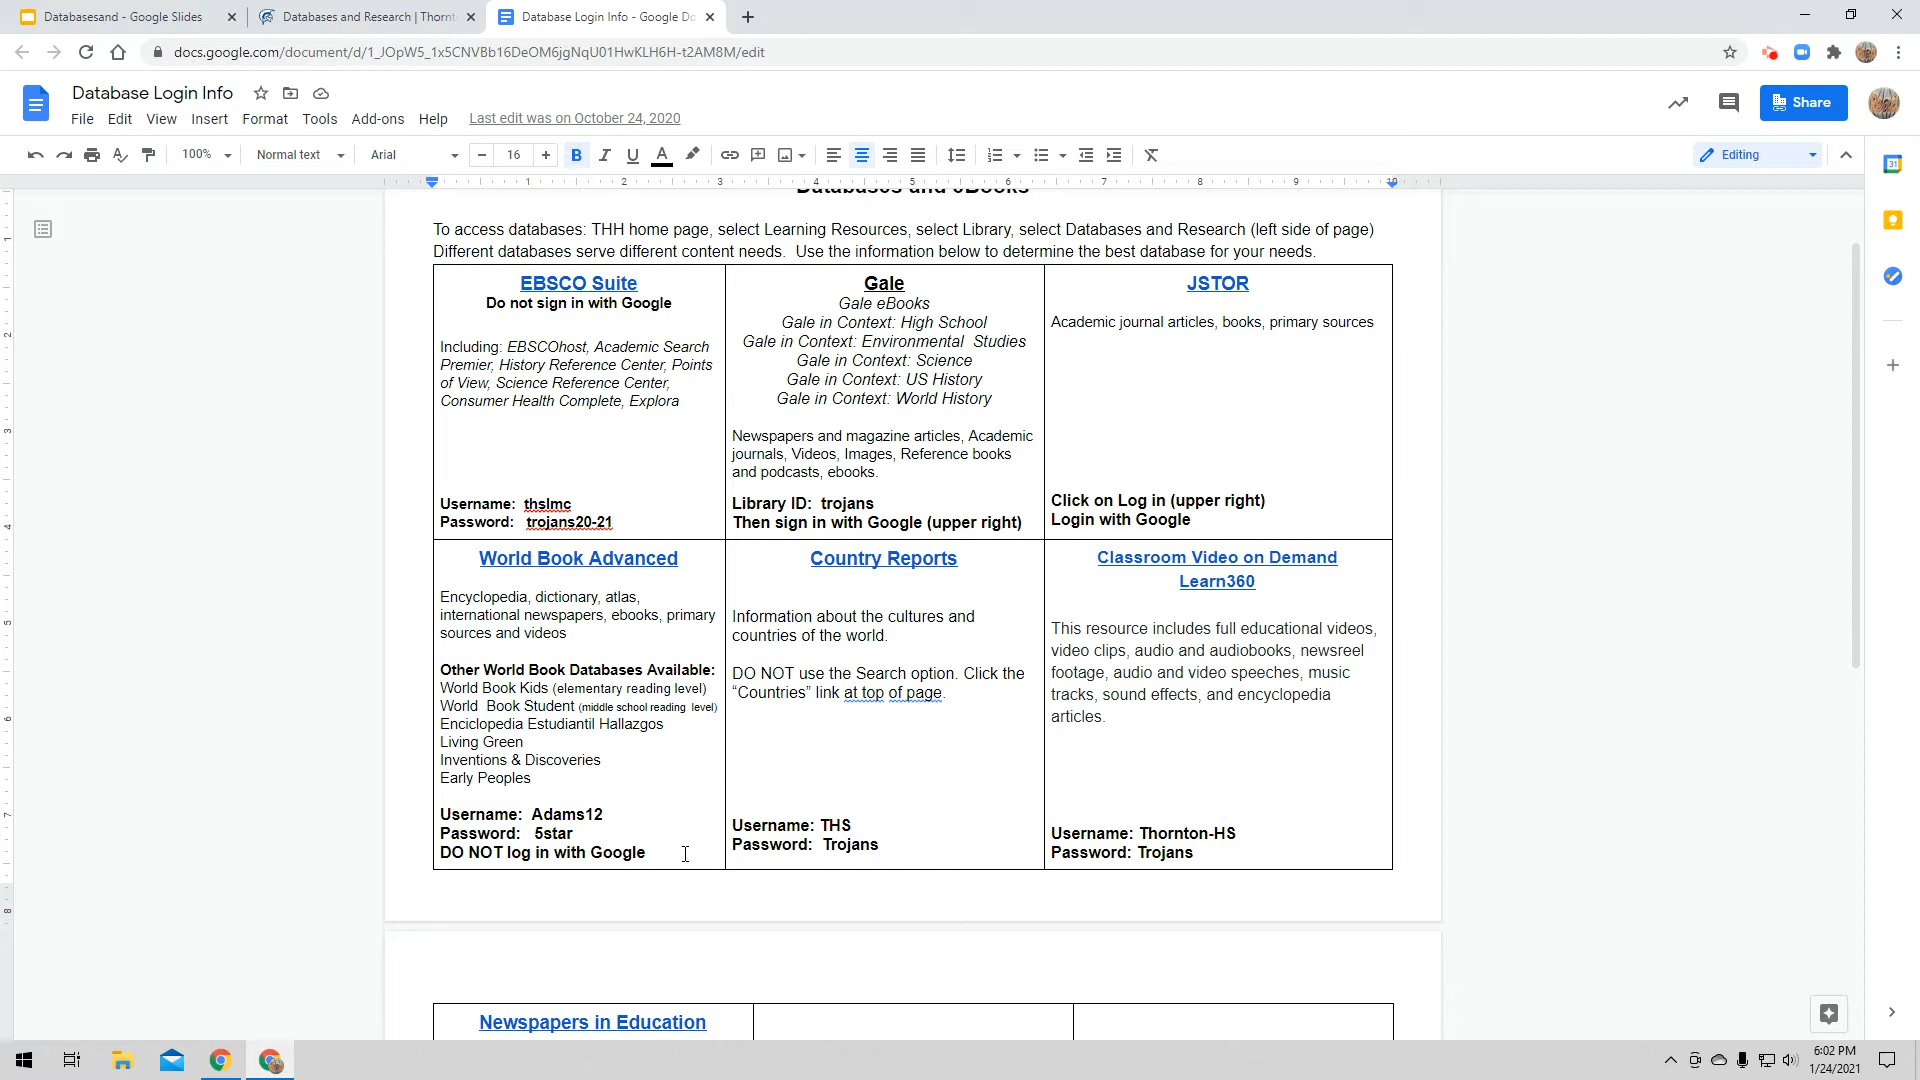 Databasesand - Google Slides
Databases and Research | Thornt
Database Login Info - Google Do
docs.google.com/document/d/1_JOpW5_1x5CNVBb16DeOM6jgNqU01HwKLH6H-t2AM8M/edit
Database Login Info
File Edit View Insert Format Tools Add-ons Help Last edit was on October 24, 2020
Share
100% Normal text Arial 16 B I U A Editing
31
1 2 3 4 5 6 7 8 9 10
Databases and eBooks
To access databases: THH home page, select Learning Resources, select Library, select Databases and Research (left side of page)
Different databases serve different content needs. Use the information below to determine the best database for your needs.
EBSCO Suite
Do not sign in with Google
Including: EBSCOhost, Academic Search
Premier, History Reference Center, Points
of View, Science Reference Center,
Consumer Health Complete, Explora
Username: thslmc
Password: trojans20-21
Gale
Gale eBooks
Gale in Context: High School
Gale in Context: Environmental Studies
Gale in Context: Science
Gale in Context: US History
Gale in Context: World History
Newspapers and magazine articles, Academic
journals, Videos, Images, Reference books
and podcasts, ebooks.
Library ID: trojans
Then sign in with Google (upper right)
JSTOR
Academic journal articles, books, primary sources
Click on Log in (upper right)
Login with Google
World Book Advanced
Encyclopedia, dictionary, atlas,
international newspapers, ebooks, primary
sources and videos
Other World Book Databases Available:
World Book Kids (elementary reading level)
World Book Student (middle school reading level)
Enciclopedia Estudiantil Hallazgos
Living Green
Inventions & Discoveries
Early Peoples
Username: Adams12
Password: 5star
DO NOT log in with Google
Country Reports
Information about the cultures and
countries of the world.
DO NOT use the Search option. Click the
“Countries” link at top of page.
Username: THS
Password: Trojans
Classroom Video on Demand
Learn360
This resource includes full educational videos,
video clips, audio and audiobooks, newsreel
footage, audio and video speeches, music
tracks, sound effects, and encyclopedia
articles.
Username: Thornton-HS
Password: Trojans
Newspapers in Education
6:02 PM
1/24/2021